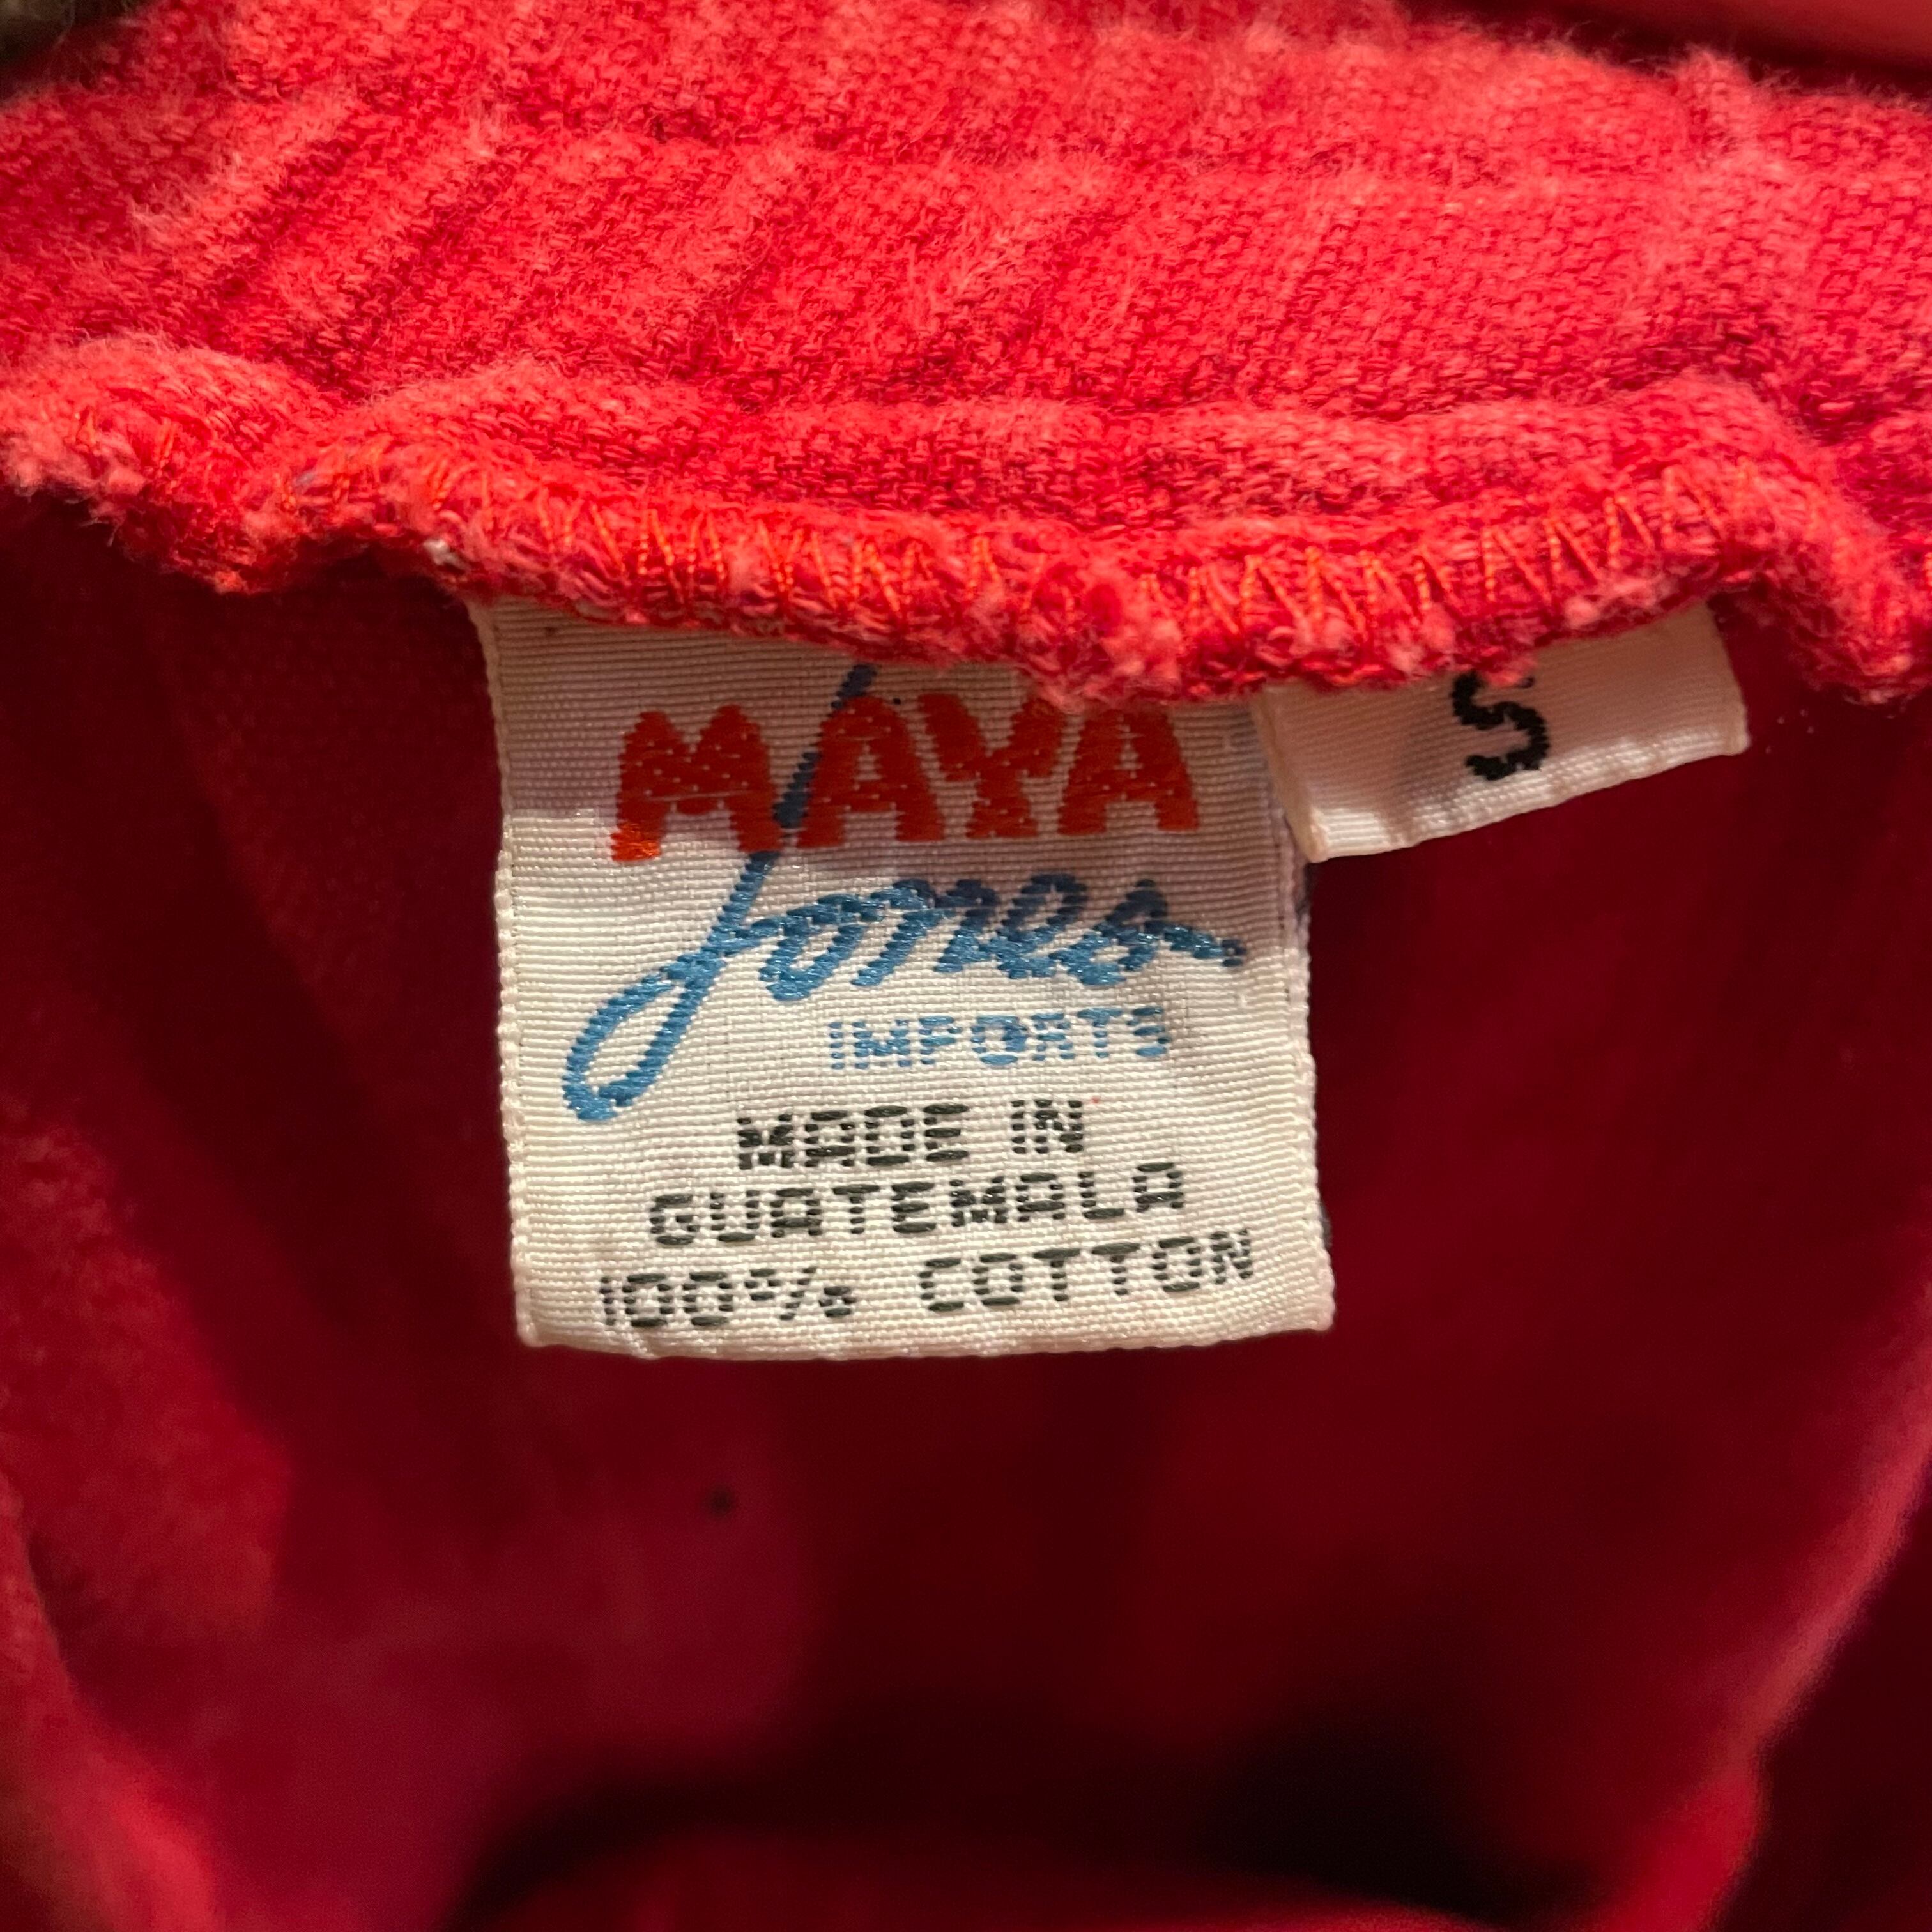 MAYA
Jones
IMPORTS
MADE IN
GUATEMALA
100% COTTON
S